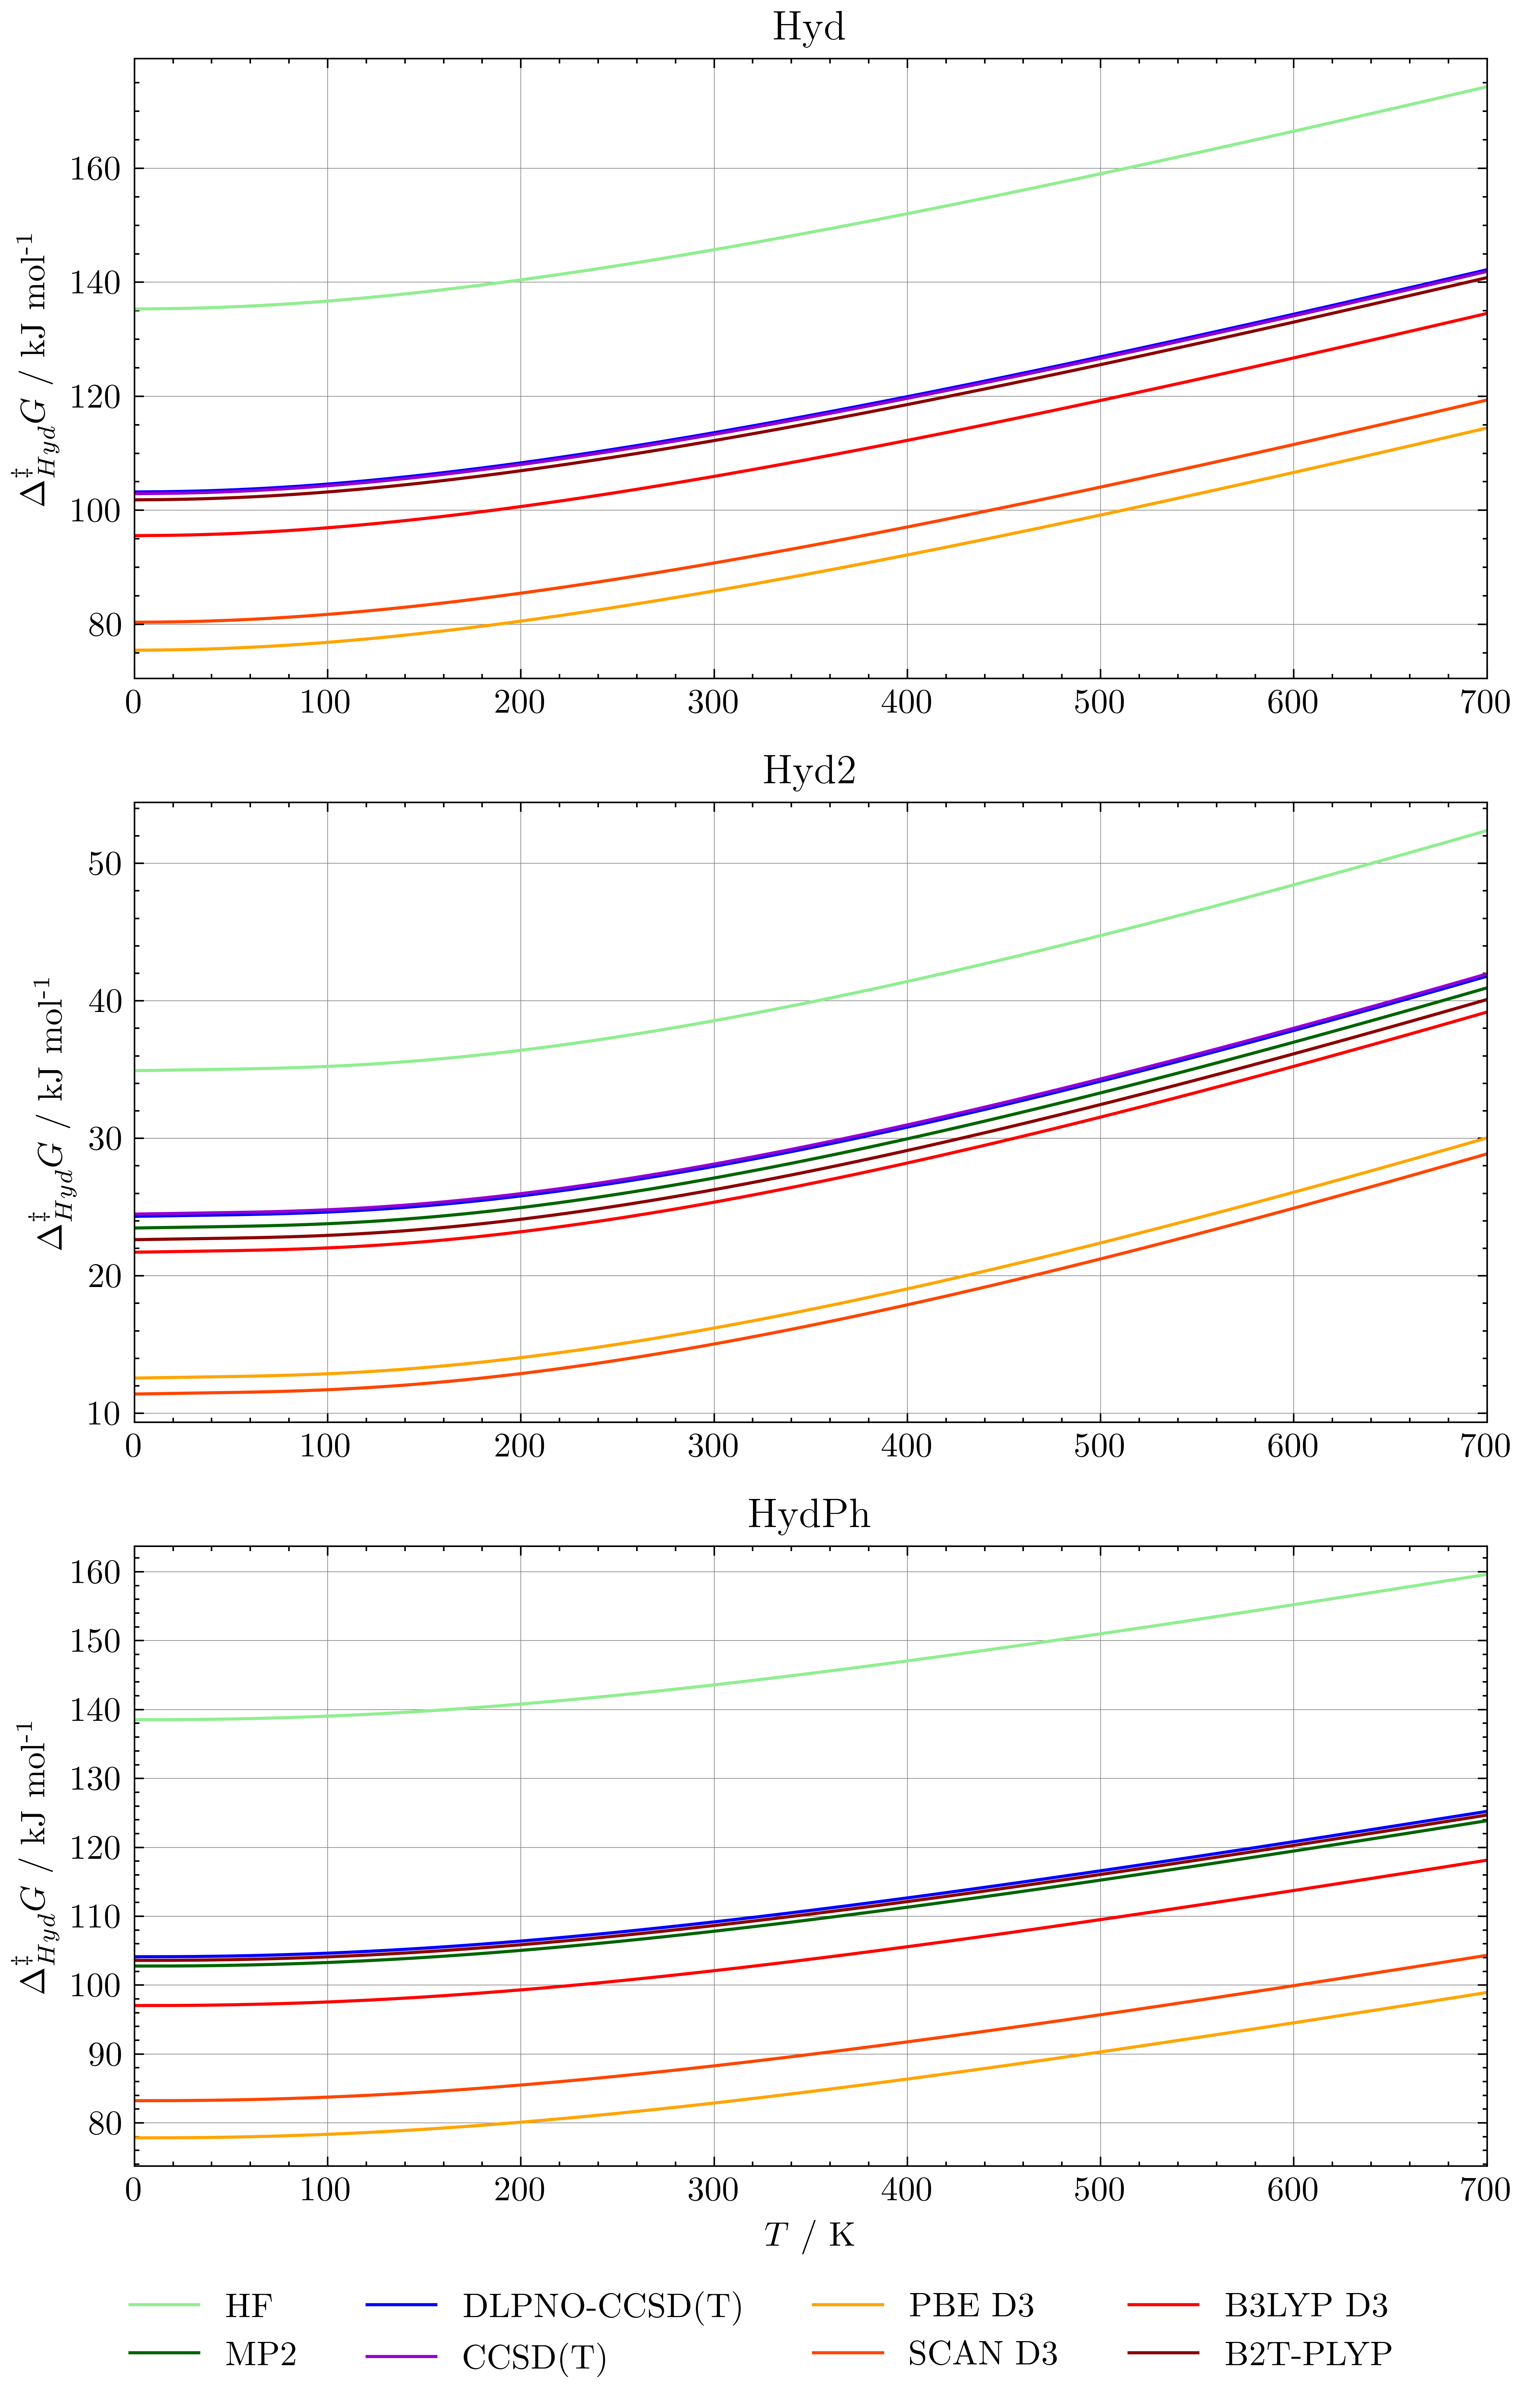 Hyd
160
140
120
100
80
0 100 200 300 400 500 600 700
Δ‡HydG / kJ mol-1
Hyd2
50
40
30
20
10
0 100 200 300 400 500 600 700
Δ‡HydG / kJ mol-1
HydPh
160
150
140
130
120
110
100
90
80
0 100 200 300 400 500 600 700
Δ‡HydG / kJ mol-1
T / K
HF DLPNO-CCSD(T) PBE D3 B3LYP D3
MP2 CCSD(T) SCAN D3 B2T-PLYP